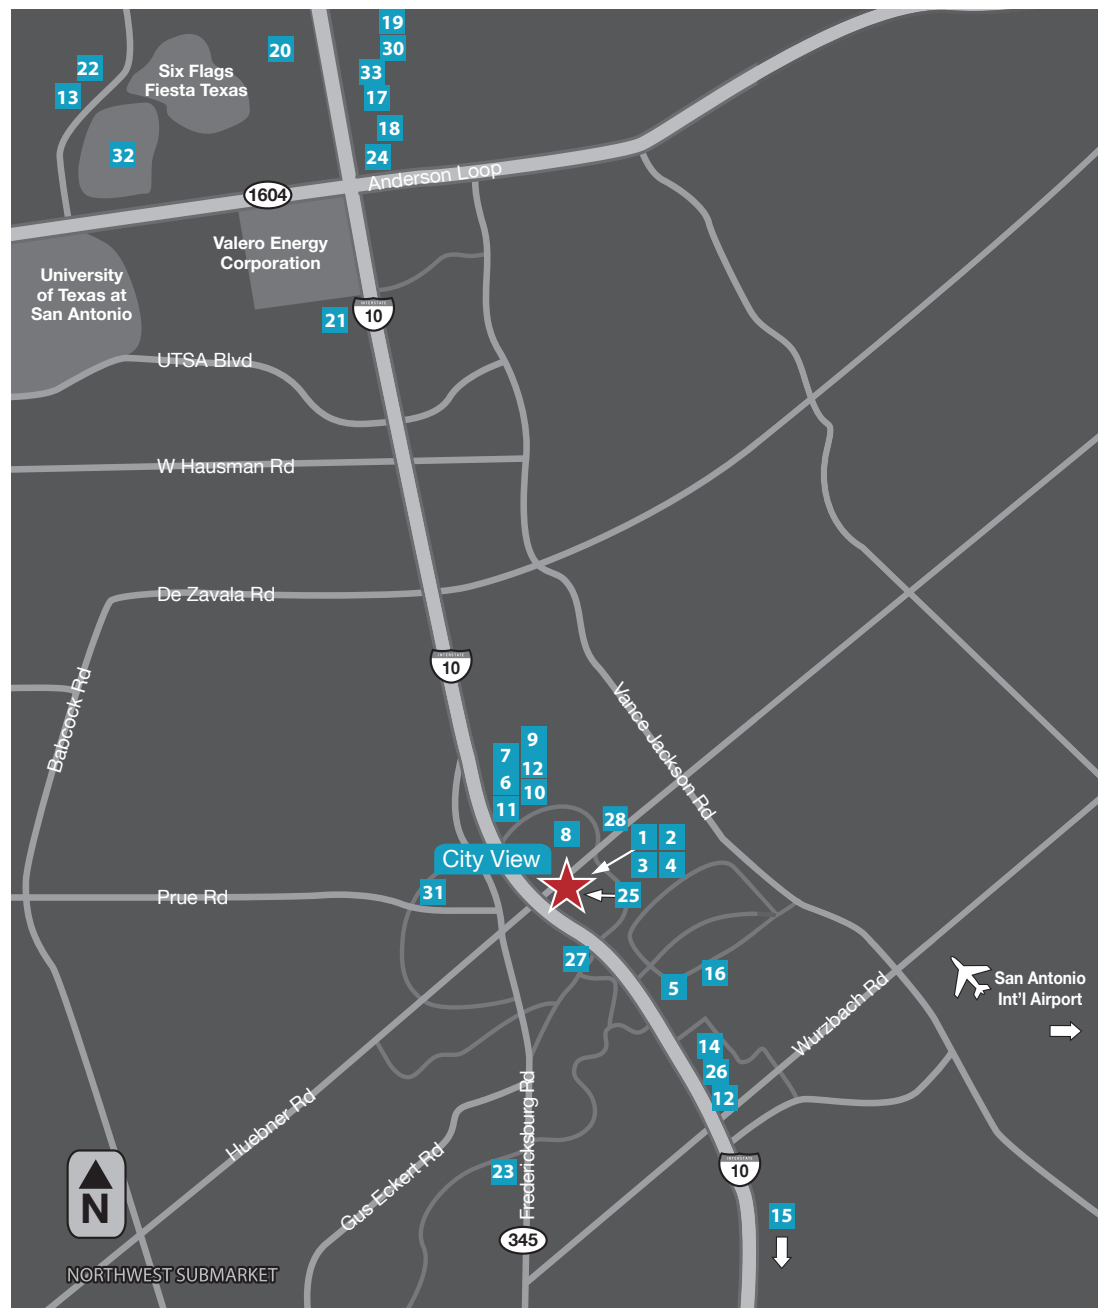 19
20
30
22
Six Flags
Fiesta Texas
33
13
17
18
32
24
Anderson Loop
1604
Valero Energy
Corporation
University
of Texas at
San Antonio
21
INTERSTATE
10
UTSA Blvd
W Hausman Rd
De Zavala Rd
INTERSTATE
10
Babcock Rd
Vance Jackson Rd
9
7
12
6
10
11
28
8
1
2
City View
3
4
31
25
Prue Rd
27
16
5
San Antonio
Int'l Airport
Wurzbach Rd
14
26
12
Huebner Rd
Fredericksburg Rd
Gus Eckert Rd
23
INTERSTATE
10
N
15
345
NORTHWEST SUBMARKET